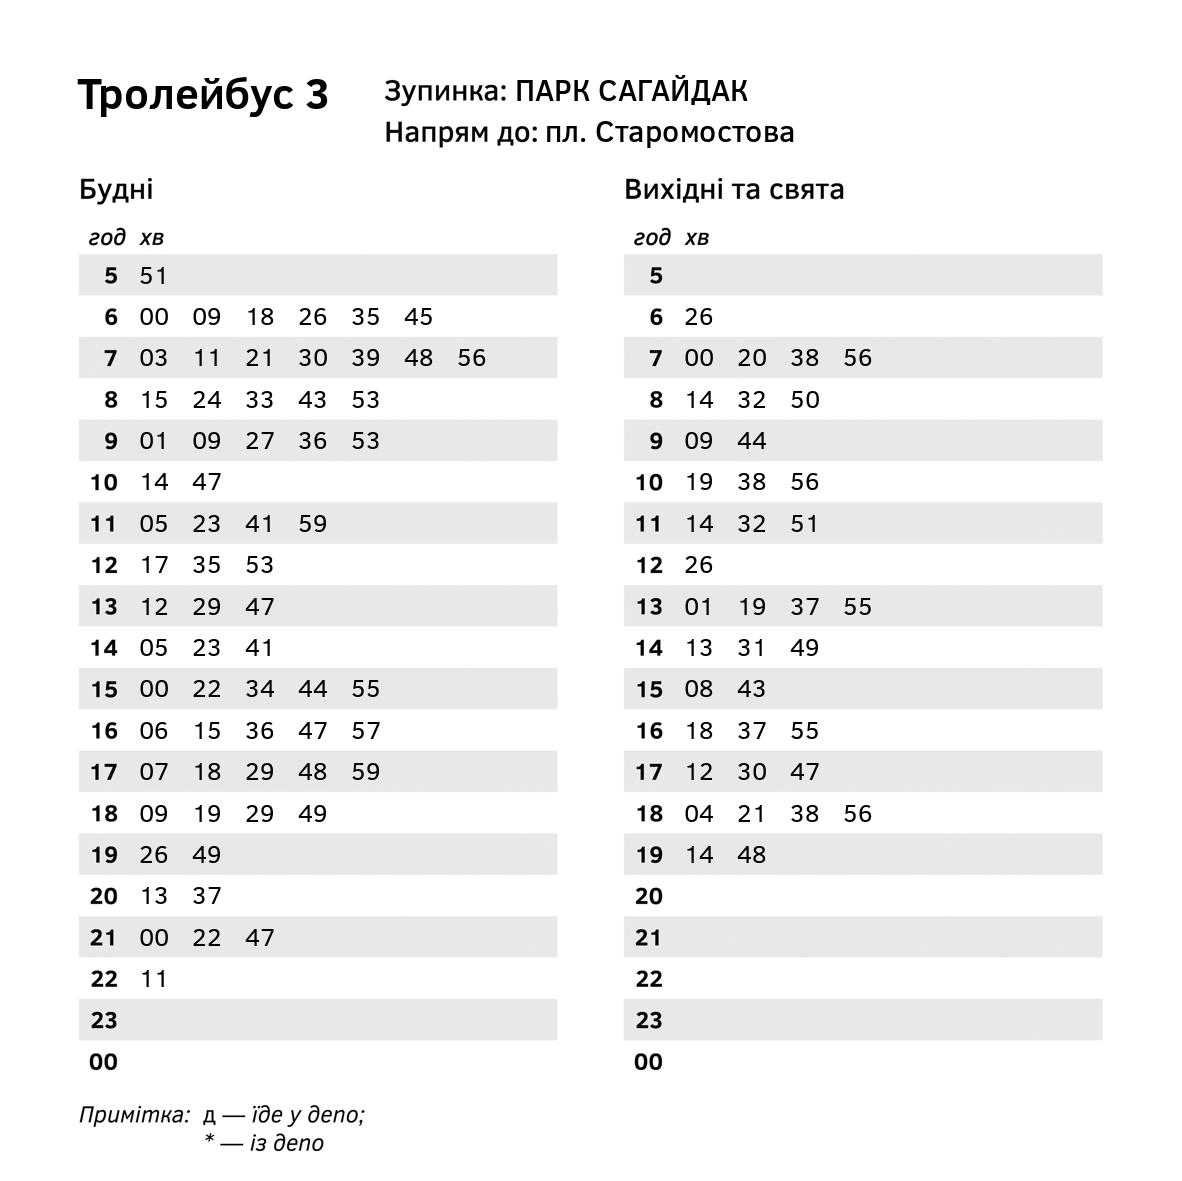 Тролейбус 3
Зупинка: ПАРК САГАЙДАК
Напрям до: пл. Старомостова
Будні
год хв
5 51
6 00 09 18 26 35 45
7 03 11 21 30 39 48 56
8 15 24 33 43 53
9 01 09 27 36 53
10 14 47
11 05 23 41 59
12 17 35 53
13 12 29 47
14 05 23 41
15 00 22 34 44 55
16 06 15 36 47 57
17 07 18 29 48 59
18 09 19 29 49
19 26 49
20 13 37
21 00 22 47
22 11
23
00
Вихідні та свята
год хв
5
6 26
7 00 20 38 56
8 14 32 50
9 09 44
10 19 38 56
11 14 32 51
12 26
13 01 19 37 55
14 13 31 49
15 08 43
16 18 37 55
17 12 30 47
18 04 21 38 56
19 14 48
20
21
22
23
00
Примітка: д — їде у депо;
* — із депо